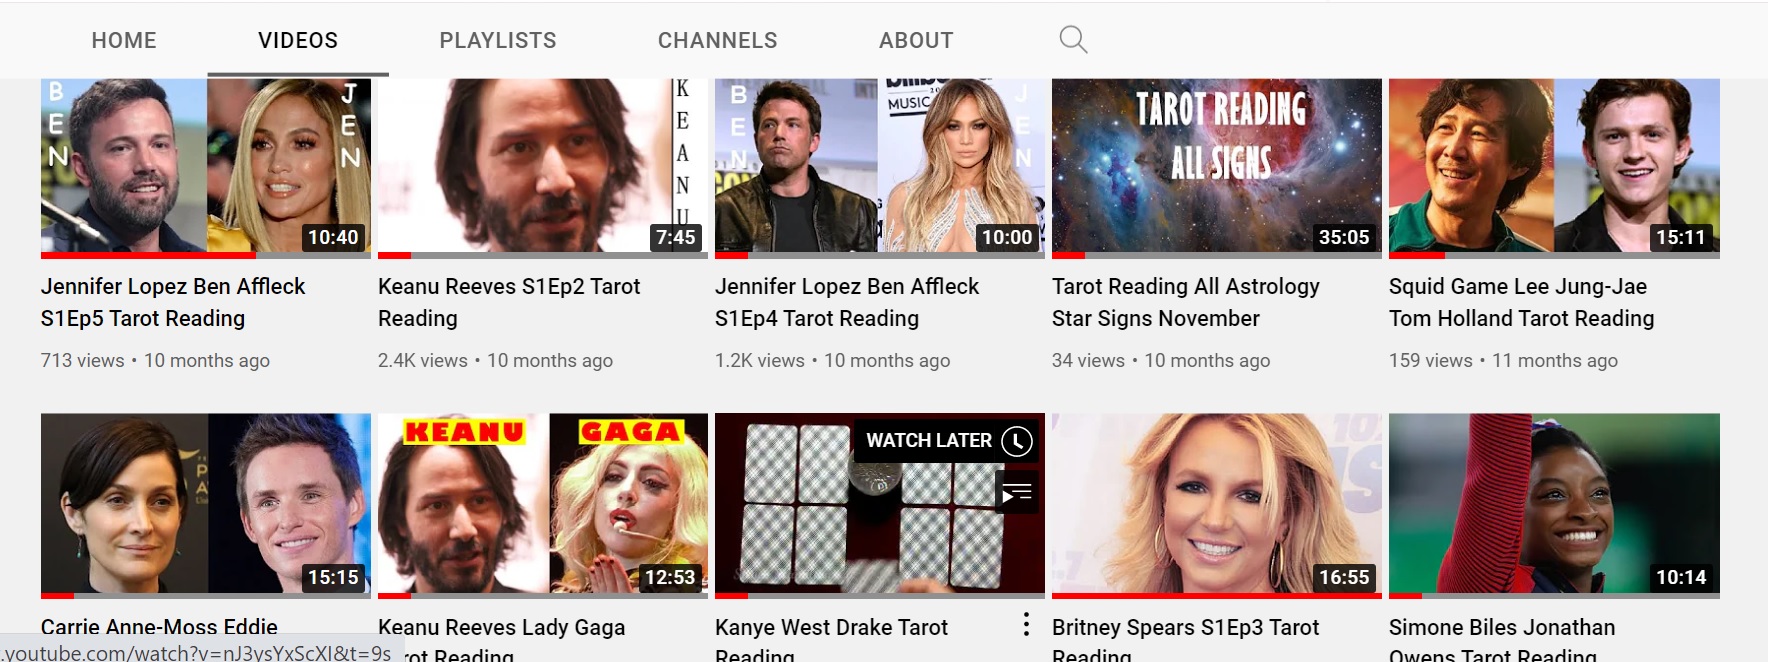 HOME
VIDEOS
PLAYLISTS
CHANNELS
ABOUT
BEN
JEN
10:40
KEANU
7:45
BEN
MUSIC
JEN
10:00
TAROT READING
ALL SIGNS
35:05
15:11
Jennifer Lopez Ben Affleck
S1Ep5 Tarot Reading
713 views • 10 months ago
Keanu Reeves S1Ep2 Tarot
Reading
2.4K views • 10 months ago
Jennifer Lopez Ben Affleck
S1Ep4 Tarot Reading
1.2K views • 10 months ago
Tarot Reading All Astrology
Star Signs November
34 views • 10 months ago
Squid Game Lee Jung-Jae
Tom Holland Tarot Reading
159 views • 11 months ago
15:15
KEANU
GAGA
12:53
WATCH LATER
16:55
10:14
Carrie Anne-Moss Eddie
Keanu Reeves Lady Gaga
rot Reading
Kanye West Drake Tarot
Reading
Britney Spears S1Ep3 Tarot
Reading
Simone Biles Jonathan
Owens Tarot Reading
.youtube.com/watch?v=nJ3ysYxScXI&t=9s